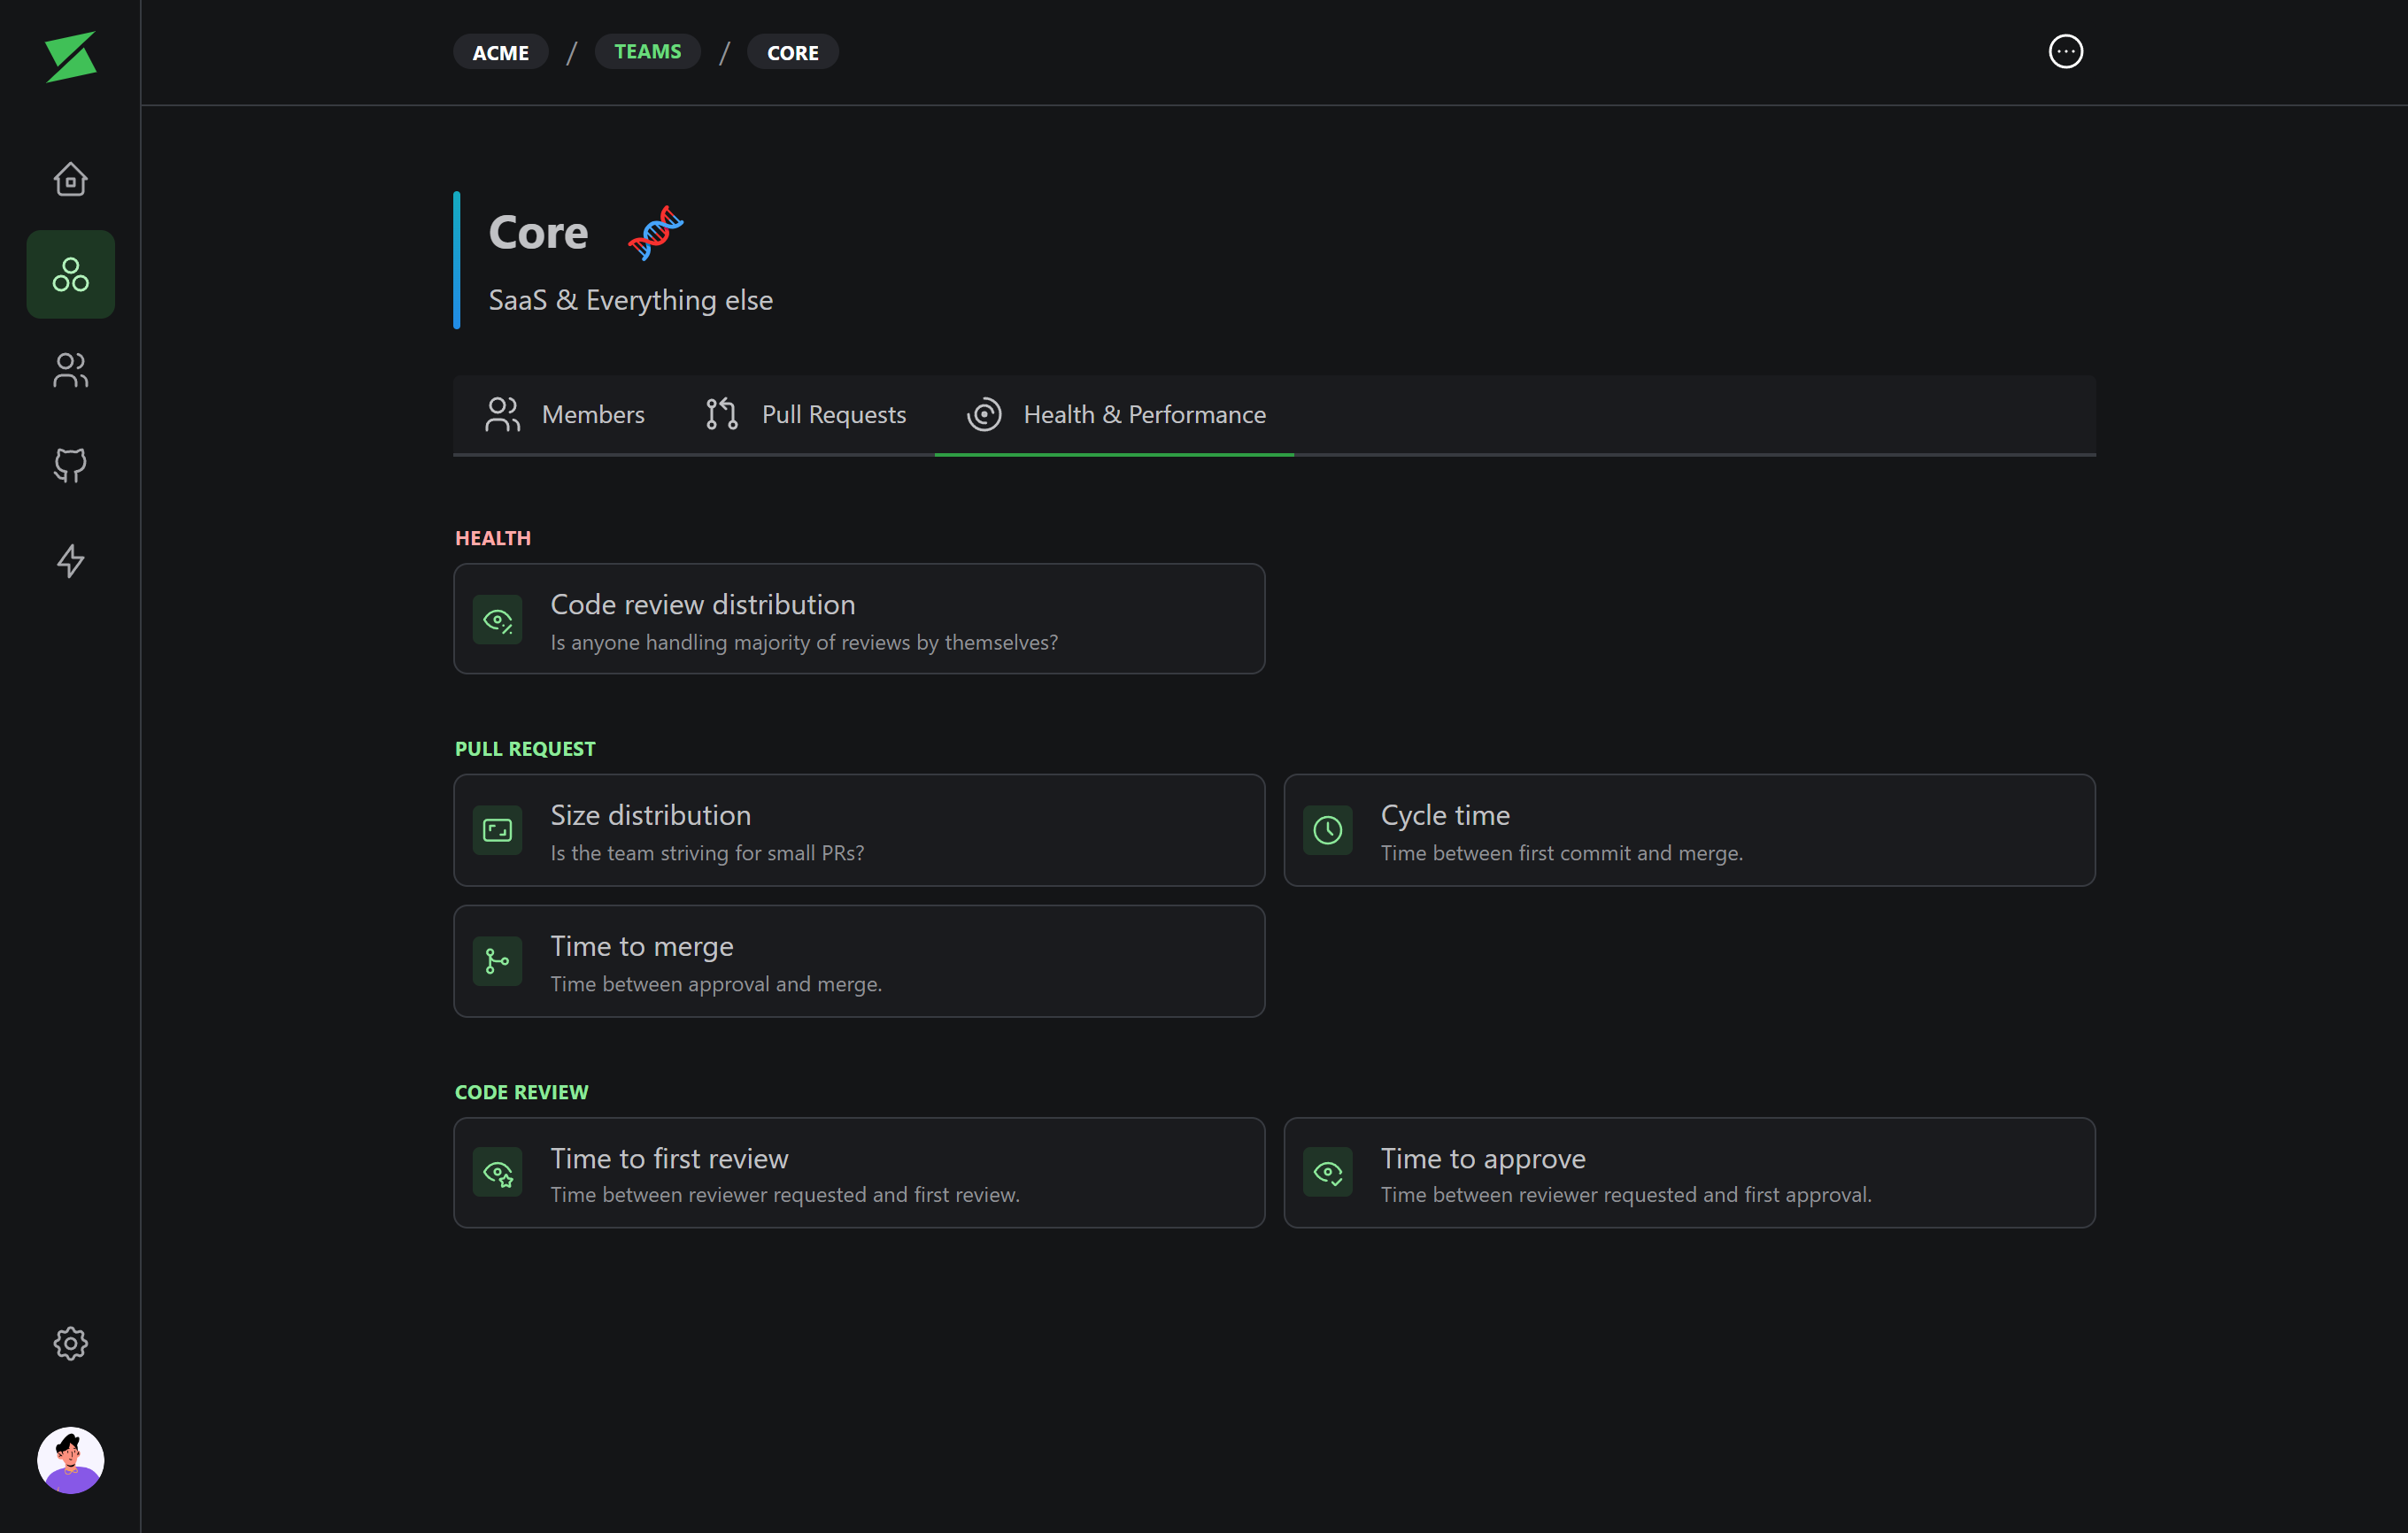 ACME / TEAMS / CORE
Core
SaaS & Everything else
Members Pull Requests Health & Performance
HEALTH
Code review distribution
Is anyone handling majority of reviews by themselves?
PULL REQUEST
Size distribution
Is the team striving for small PRs?
Cycle time
Time between first commit and merge.
Time to merge
Time between approval and merge.
CODE REVIEW
Time to first review
Time between reviewer requested and first review.
Time to approve
Time between reviewer requested and first approval.